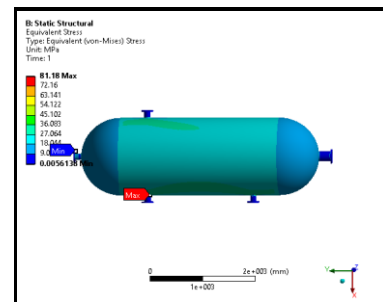 B: Static Structural
Equivalent Stress
Type: Equivalent (von-Mises) Stress
Unit: MPa
Time: 1
81.18 Max
72.16
63.141
54.122
45.102
36.083
27.064
18.044
Min
0.0056138 Min
Max
0
2e+003 (mm)
1e+003
Y
Z
X